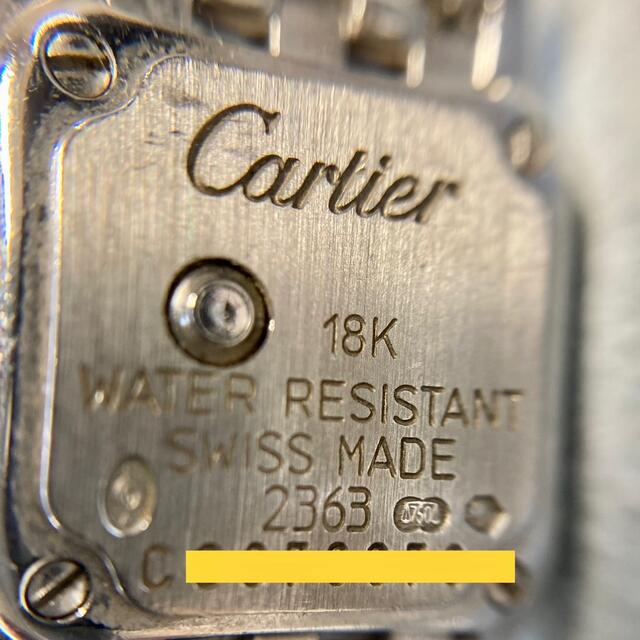 Cartier
18K
WATER RESISTANT
SWISS MADE
2363
C